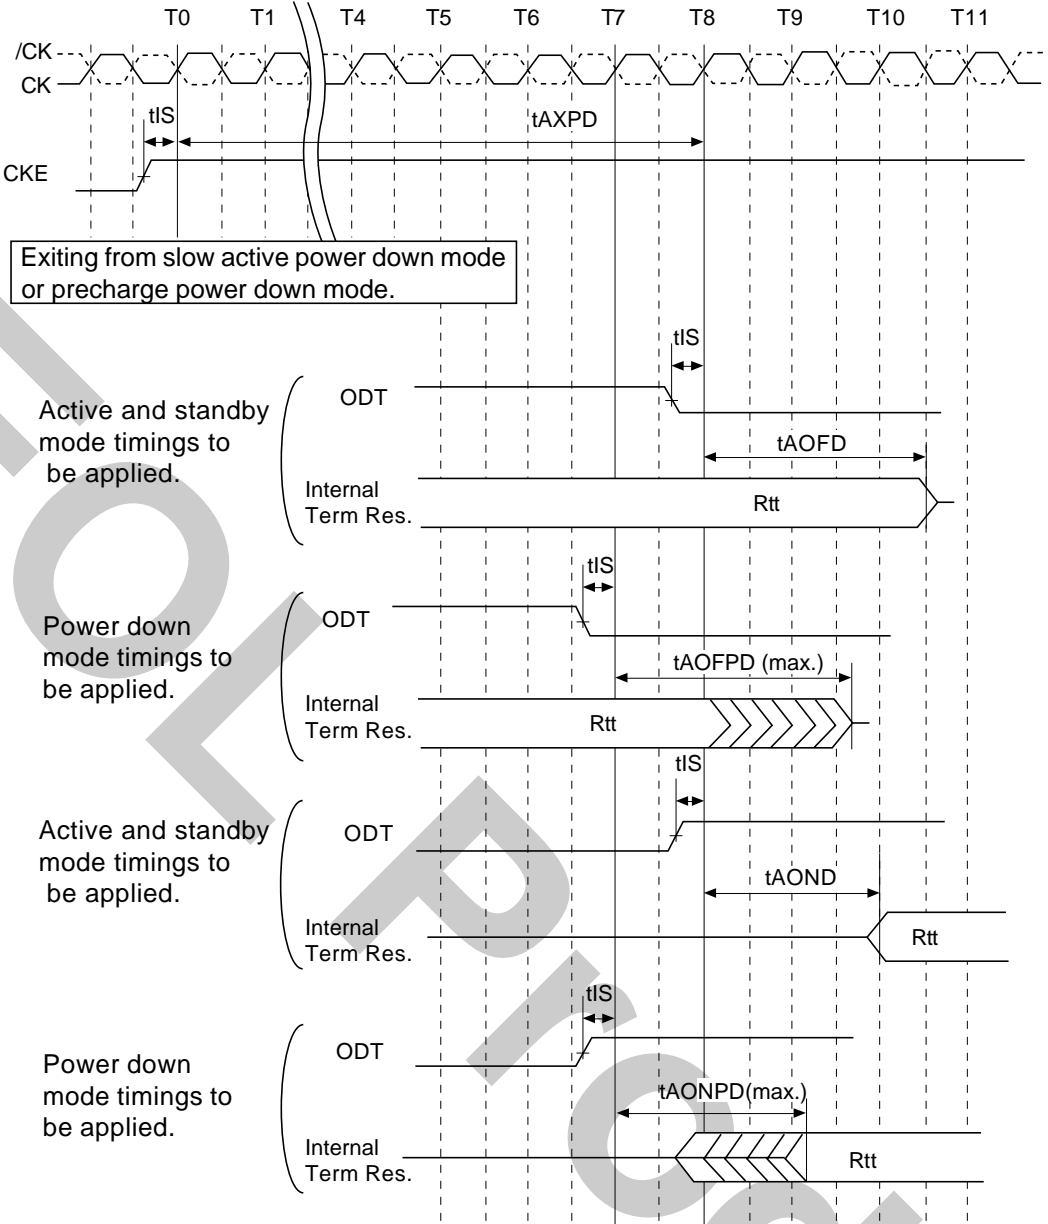 T0 T1 T4 T5 T6 T7 T8 T9 T10 T11
/CK
CK
tIS
tAXPD
CKE
Exiting from slow active power down mode
or precharge power down mode.
tIS
ODT
Active and standby
mode timings to
be applied.
tAOFD
Internal
Term Res.
Rtt
tIS
ODT
Power down
mode timings to
be applied.
tAOFPD (max.)
Internal
Term Res.
Rtt
tIS
ODT
Active and standby
mode timings to
be applied.
tAOND
Internal
Term Res.
Rtt
tIS
ODT
Power down
mode timings to
be applied.
tAONPD(max.)
Internal
Term Res.
Rtt